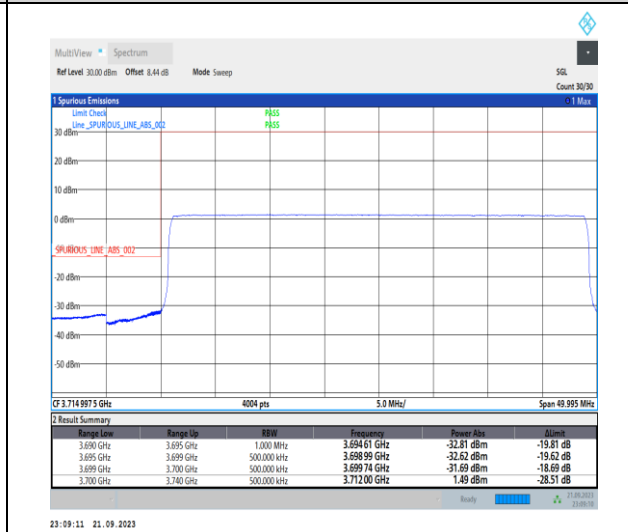 MultiView Spectrum
Ref Level 30.00 dBm Offset 8.44 dB Mode Sweep SGL
Count 30/30
1 Spurious Emissions 1 Max
Limit Check PASS
Line _SPURIOUS_LINE_ABS_002 PASS
30 dBm
20 dBm
10 dBm
0 dBm
_SPURIOUS_LINE_ABS_002
-20 dBm
-30 dBm
-40 dBm
-50 dBm
CF 3.714 997 5 GHz 4004 pts 5.0 MHz/ Span 49.995 MHz
2 Result Summary
Range Low Range Up RBW Frequency Power Abs ΔLimit
3.690 GHz 3.695 GHz 1.000 MHz 3.694 61 GHz -32.81 dBm -19.81 dB
3.695 GHz 3.699 GHz 500.000 kHz 3.698 99 GHz -32.62 dBm -19.62 dB
3.699 GHz 3.700 GHz 500.000 kHz 3.699 74 GHz -31.69 dBm -18.69 dB
3.700 GHz 3.740 GHz 500.000 kHz 3.712 00 GHz 1.49 dBm -28.51 dB
Ready 21.09.2023
23:09:10
23:09:11 21.09.2023